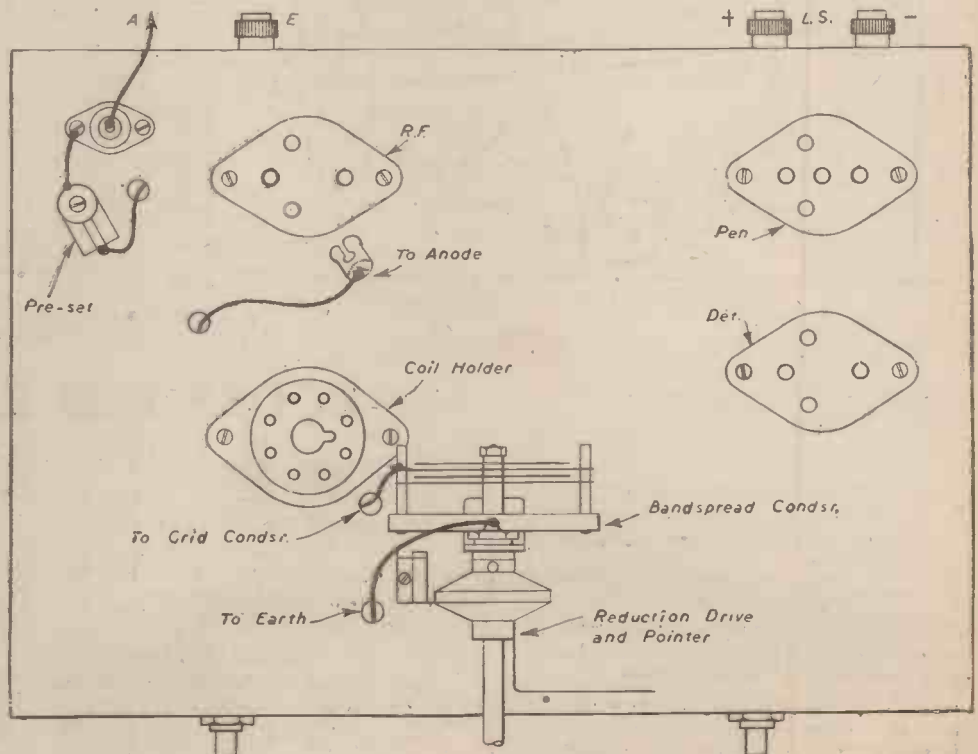 A
E
+ L.S. -
R.F.
Pen
To Anode
Pre-set
Det.
Coil Holder
Bandspread Condsr.
To Grid Condsr.
To Earth
Reduction Drive
and Pointer